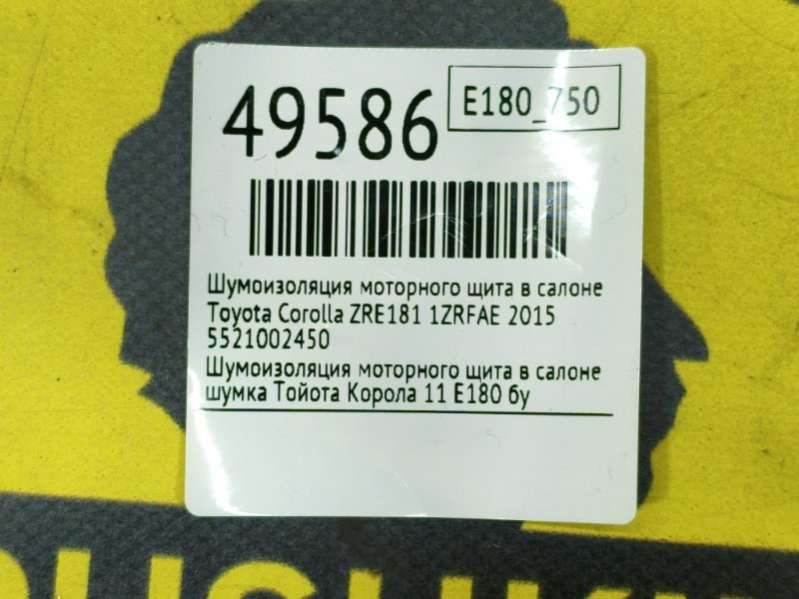 49586
E180_750
Шумоизоляция моторного щита в салоне
Toyota Corolla ZRE181 1ZRFAE 2015
5521002450
Шумоизоляция моторного щита в салоне
шумка Тойота Корола 11 Е180 бу